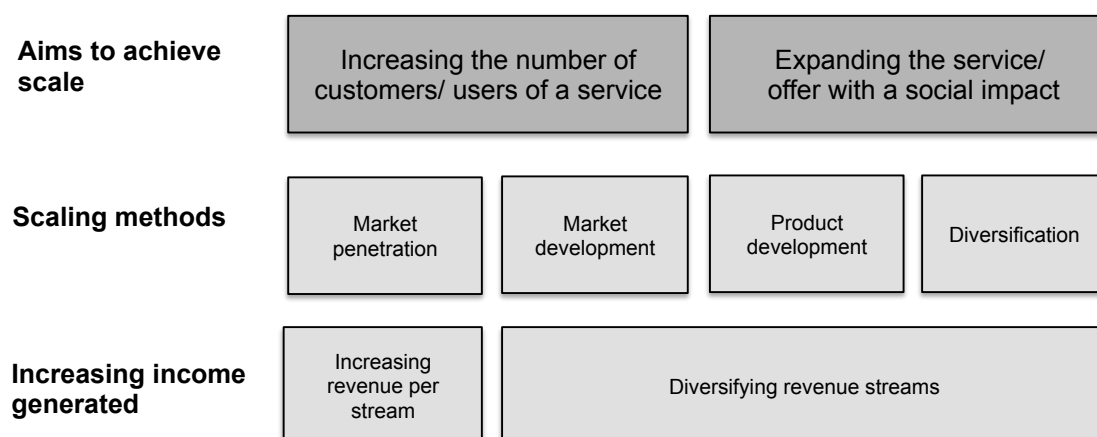 Aims to achieve
scale
Increasing the number of
customers/ users of a service
Expanding the service/
offer with a social impact
Scaling methods
Market
penetration
Market
development
Product
development
Diversification
Increasing income
generated
Increasing
revenue per
stream
Diversifying revenue streams